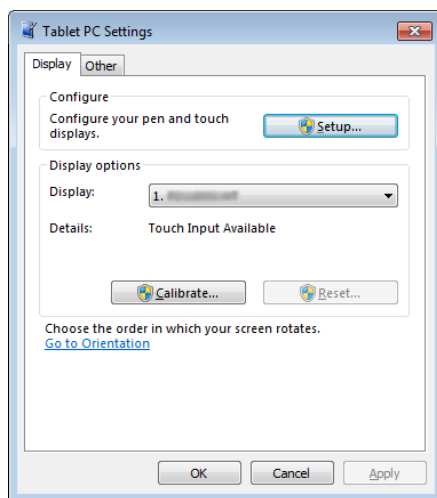 Tablet PC Settings
Display Other
Configure
Configure your pen and touch
displays.
Setup...
Display options
Display: 1.
Details: Touch Input Available
Calibrate... Reset...
Choose the order in which your screen rotates.
Go to Orientation
OK Cancel Apply